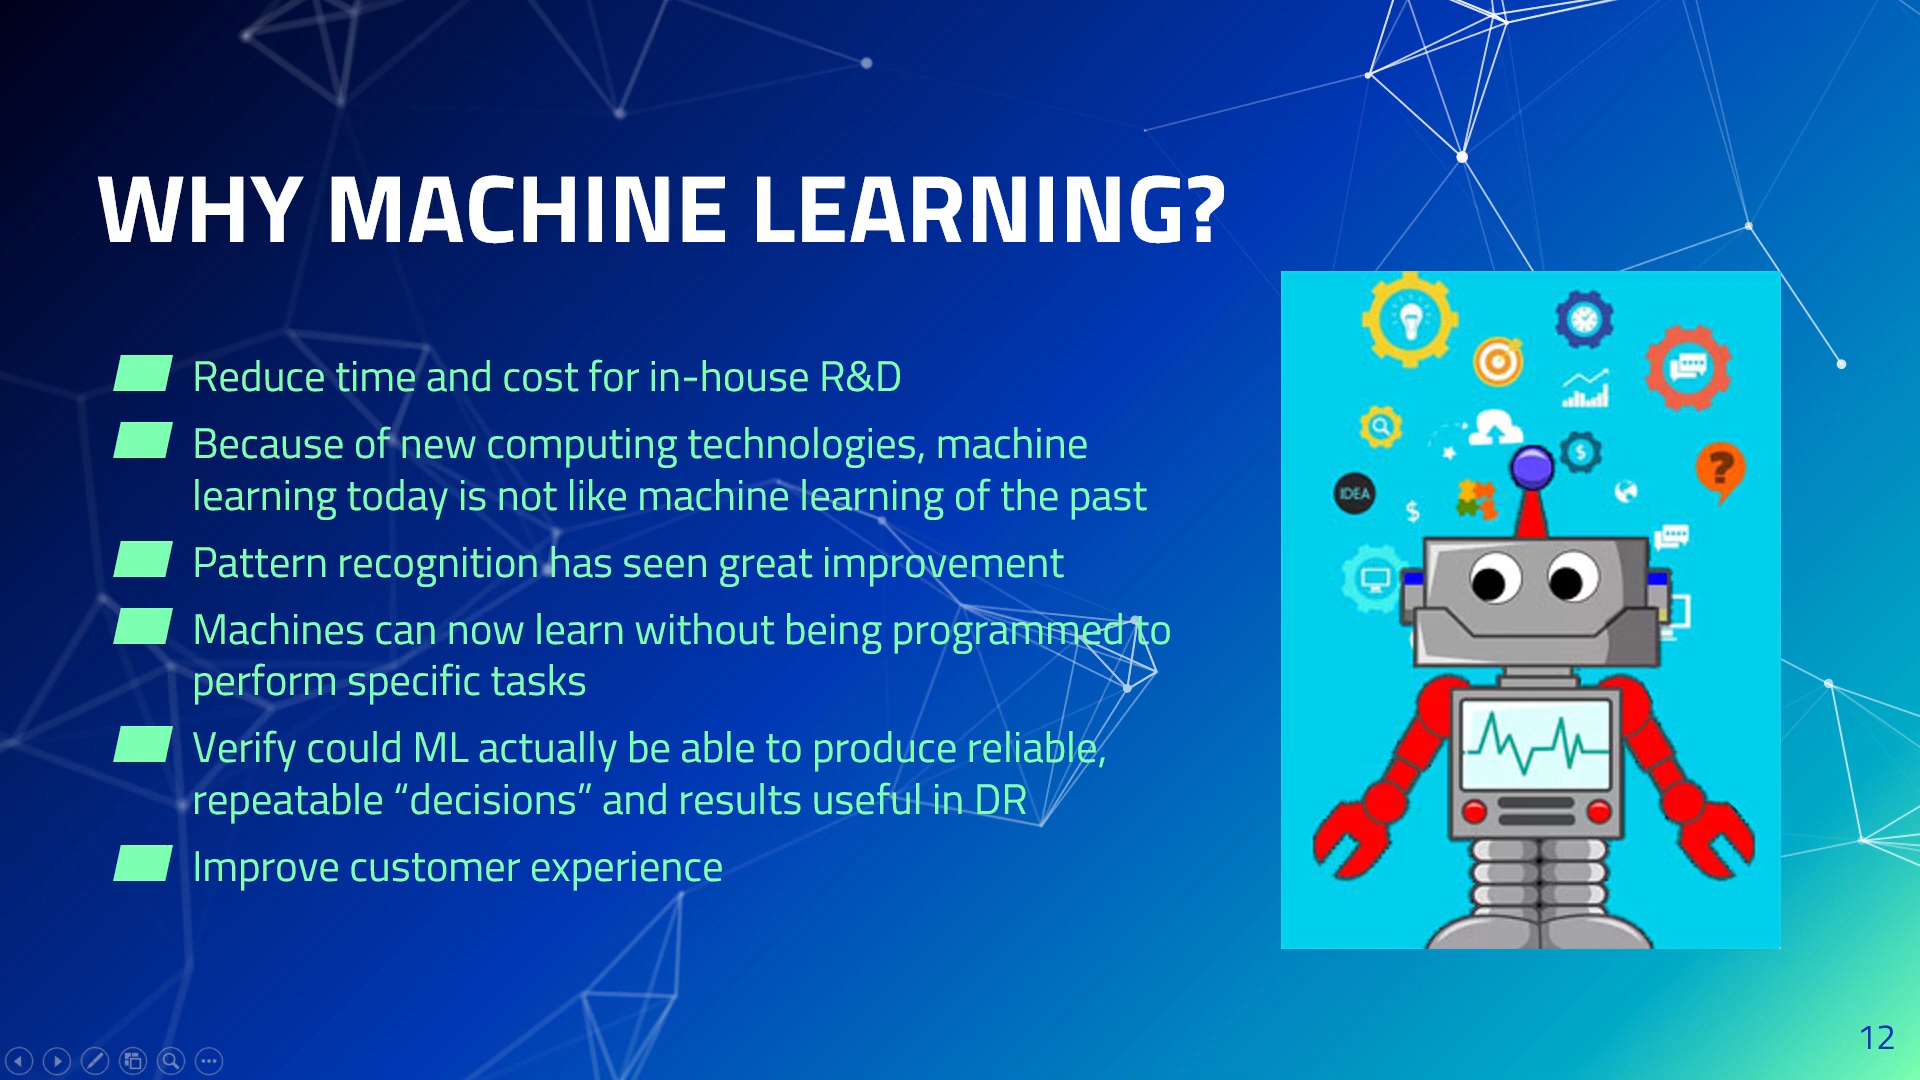 WHY MACHINE LEARNING?
Reduce time and cost for in-house R&D
Because of new computing technologies, machine
learning today is not like machine learning of the past
Pattern recognition has seen great improvement
Machines can now learn without being programmed to
perform specific tasks
Verify could ML actually be able to produce reliable,
repeatable “decisions” and results useful in DR
Improve customer experience
$
?
IDEA
$
12